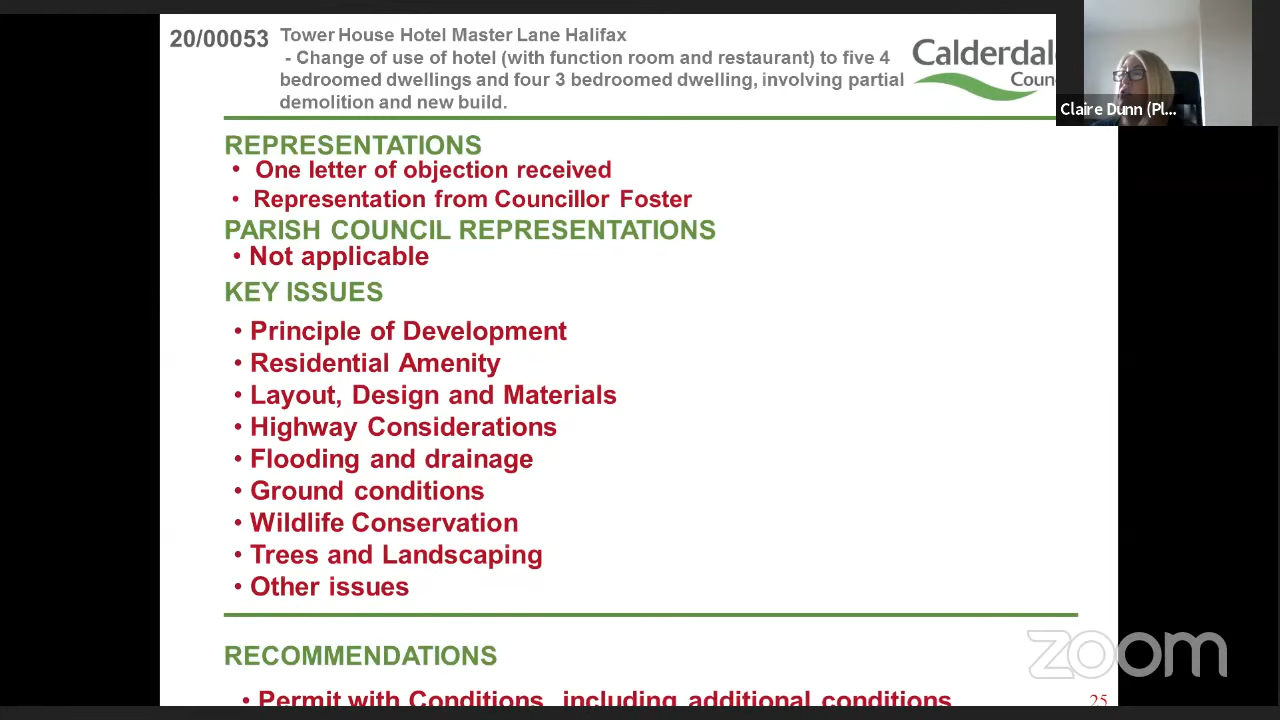 20/00053
Tower House Hotel Master Lane Halifax
- Change of use of hotel (with function room and restaurant) to five 4
bedroomed dwellings and four 3 bedroomed dwelling, involving partial
demolition and new build.
Calderdale
Counc
Claire Dunn (Pl...
REPRESENTATIONS
• One letter of objection received
• Representation from Councillor Foster
PARISH COUNCIL REPRESENTATIONS
• Not applicable
KEY ISSUES
• Principle of Development
• Residential Amenity
• Layout, Design and Materials
• Highway Considerations
• Flooding and drainage
• Ground conditions
• Wildlife Conservation
• Trees and Landscaping
• Other issues
RECOMMENDATIONS
• Permit with Conditions, including additional conditions
25
zoom